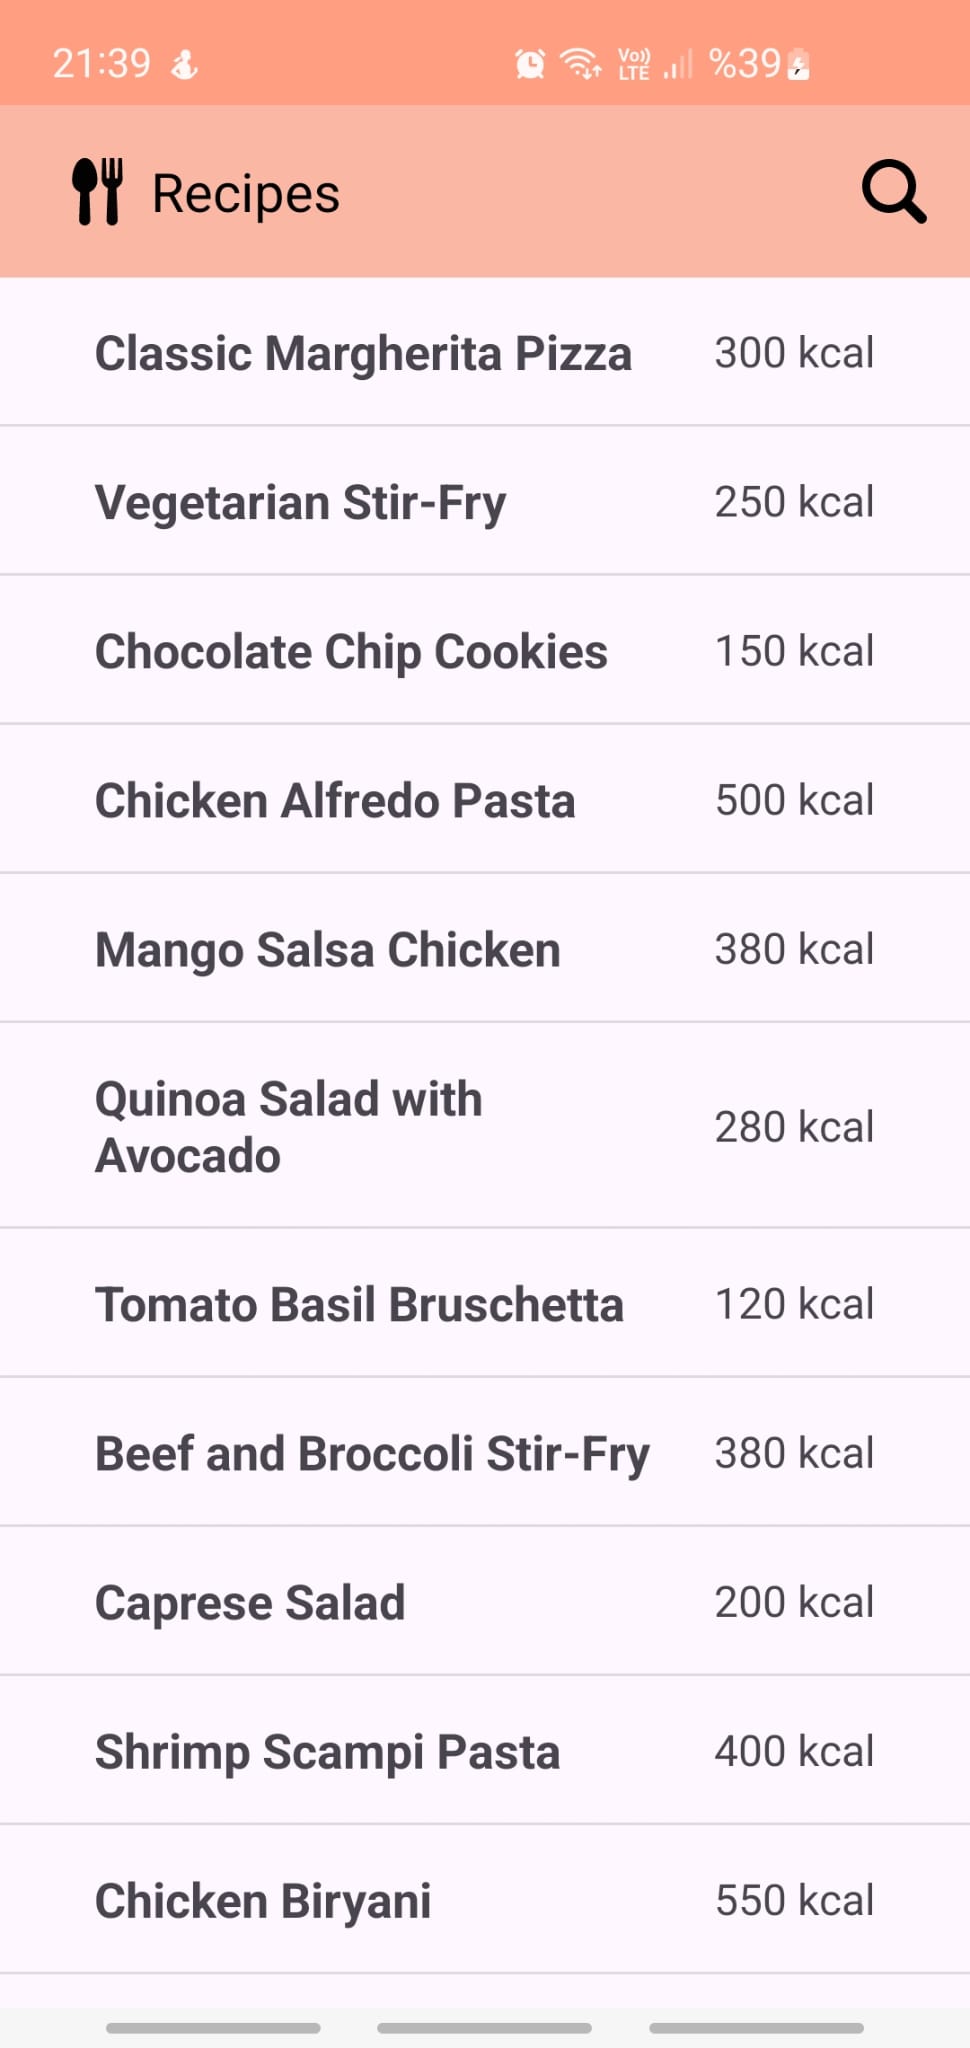 21:39 Vo)) LTE %39
Recipes
Classic Margherita Pizza 300 kcal
Vegetarian Stir-Fry 250 kcal
Chocolate Chip Cookies 150 kcal
Chicken Alfredo Pasta 500 kcal
Mango Salsa Chicken 380 kcal
Quinoa Salad with
Avocado 280 kcal
Tomato Basil Bruschetta 120 kcal
Beef and Broccoli Stir-Fry 380 kcal
Caprese Salad 200 kcal
Shrimp Scampi Pasta 400 kcal
Chicken Biryani 550 kcal